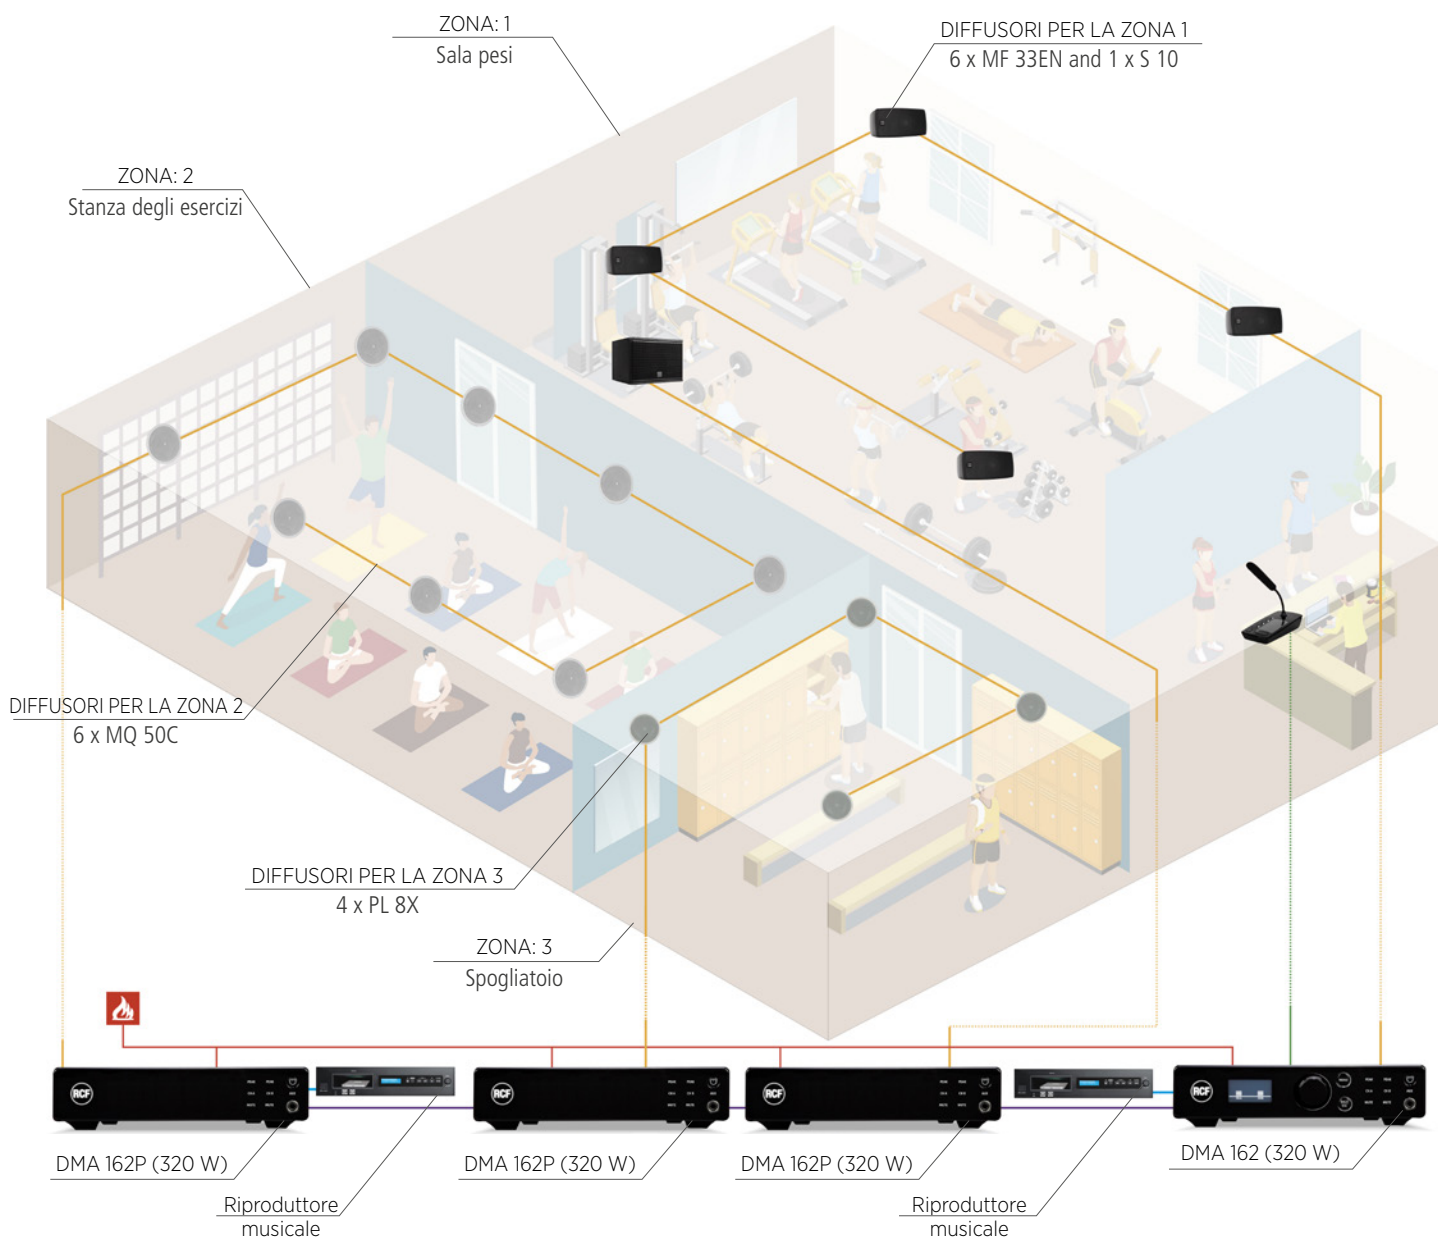 ZONA: 1
Sala pesi
DIFFUSORI PER LA ZONA 1
6 x MF 33EN and 1 x S 10
ZONA: 2
Stanza degli esercizi
DIFFUSORI PER LA ZONA 2
6 x MQ 50C
DIFFUSORI PER LA ZONA 3
4 x PL 8X
ZONA: 3
Spogliatoio
RCF
RCF
RCF
RCF
DMA 162P (320 W)
DMA 162P (320 W)
DMA 162P (320 W)
DMA 162 (320 W)
Riproduttore
musicale
Riproduttore
musicale